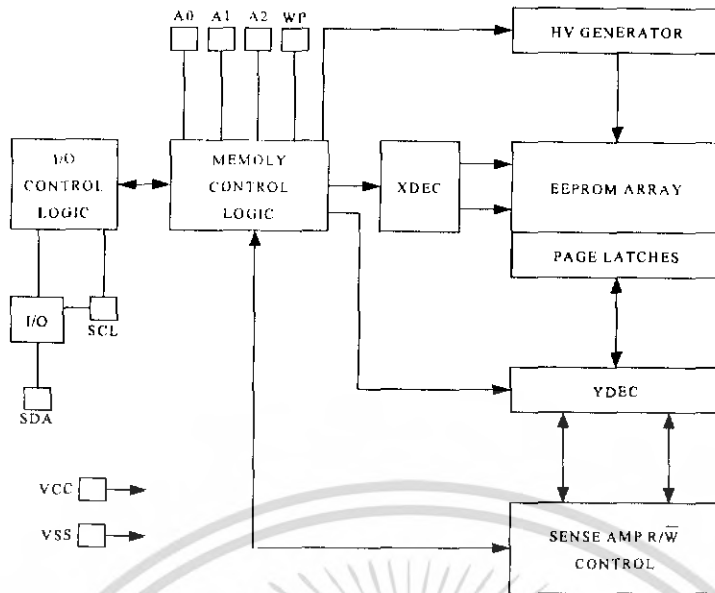 A0 A1 A2 WP
HV GENERATOR
I/O
CONTROL
LOGIC
MEMOLY
CONTROL
LOGIC
XDEC
EEPROM ARRAY
PAGE LATCHES
I/O
SCL
SDA
YDEC
VCC
VSS
SENSE AMP R/W̅
CONTROL